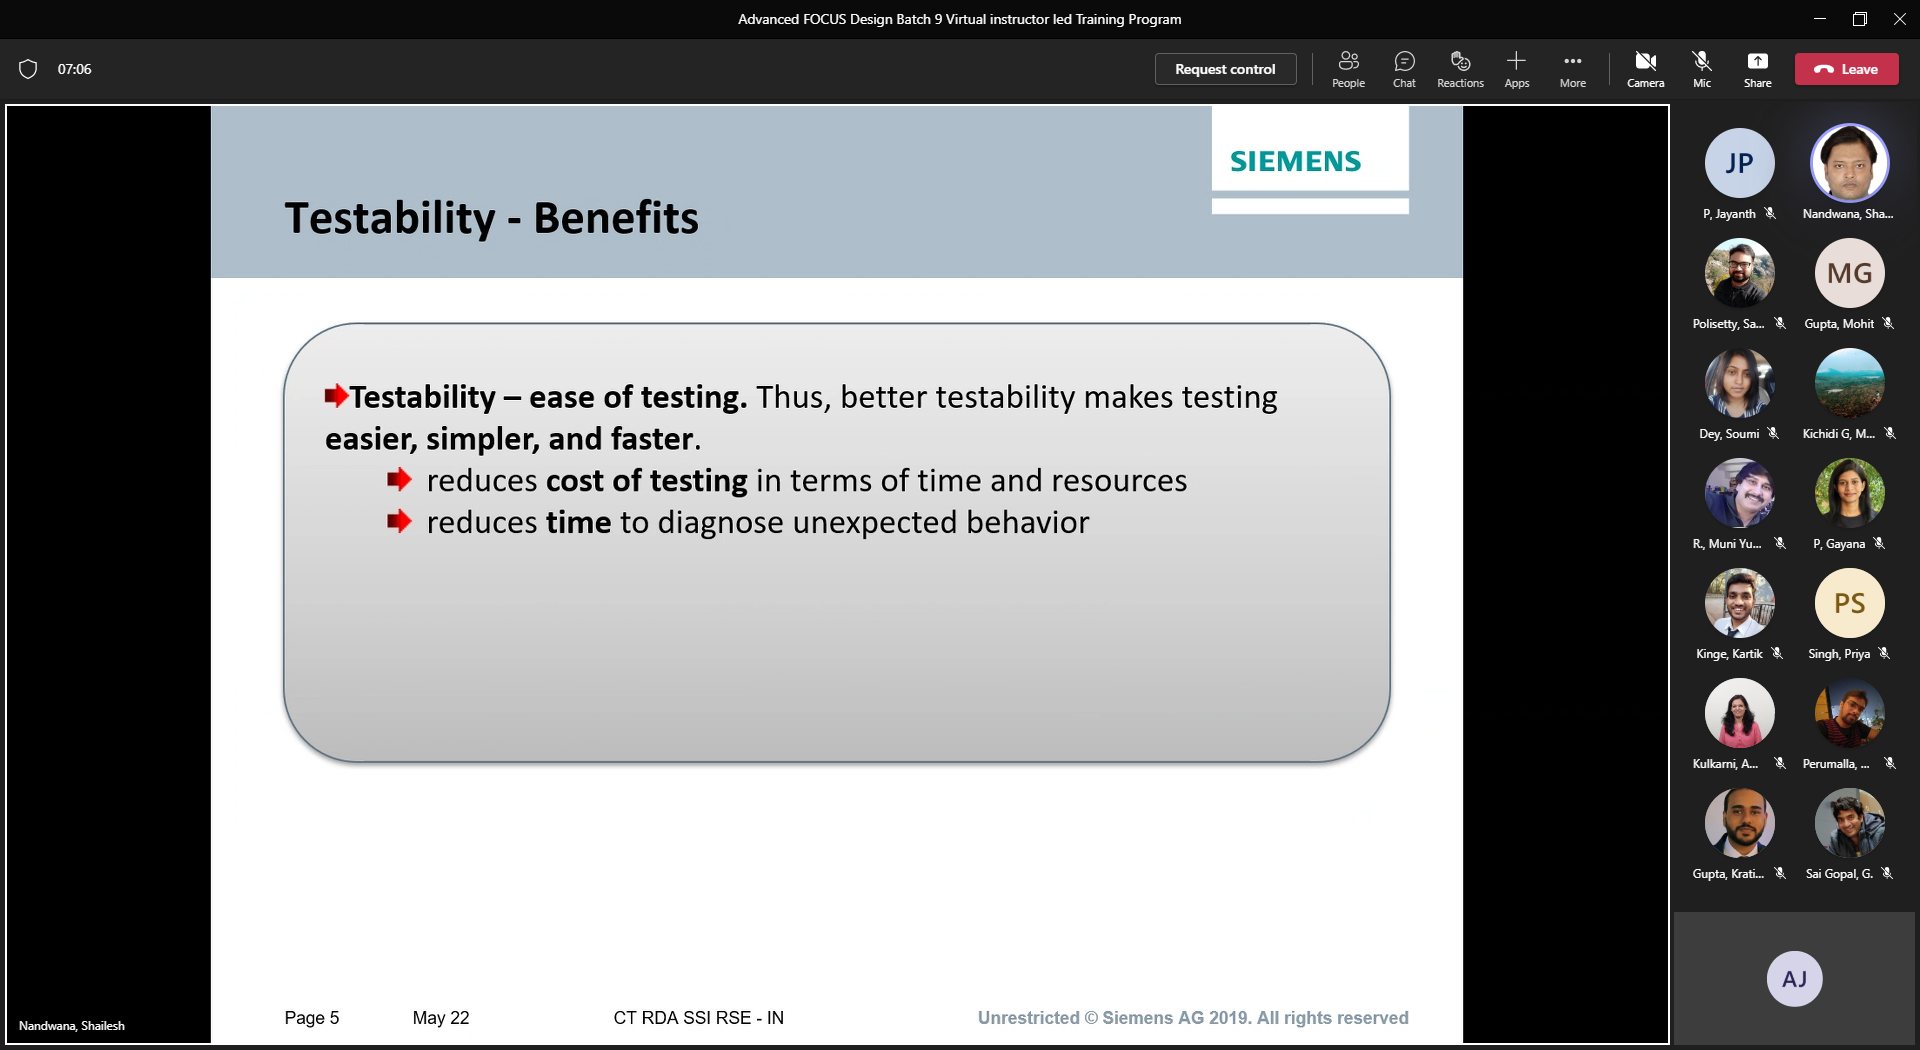 Advanced FOCUS Design Batch 9 Virtual instructor led Training Program
07:06
Request control
People
Chat
Reactions
Apps
More
Camera
Mic
Share
Leave
SIEMENS
Testability - Benefits
Testability – ease of testing. Thus, better testability makes testing
easier, simpler, and faster.
reduces cost of testing in terms of time and resources
reduces time to diagnose unexpected behavior
Page 5
May 22
CT RDA SSI RSE - IN
Unrestricted © Siemens AG 2019. All rights reserved
Nandwana, Shailesh
JP
P, Jayanth
Nandwana, Sha...
Polisetty, Sa...
MG
Gupta, Mohit
Dey, Soumi
Kichidi G, M...
R., Muni Yu...
P, Gayana
Kinge, Kartik
PS
Singh, Priya
Kulkarni, A...
Perumalla, ...
Gupta, Krati...
Sai Gopal, G.
AJ